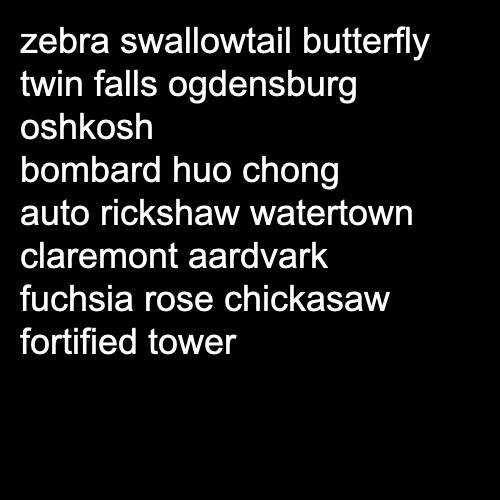 zebra swallowtail butterfly
twin falls ogdensburg
oshkosh
bombard huo chong
auto rickshaw watertown
claremont aardvark
fuchsia rose chickasaw
fortified tower